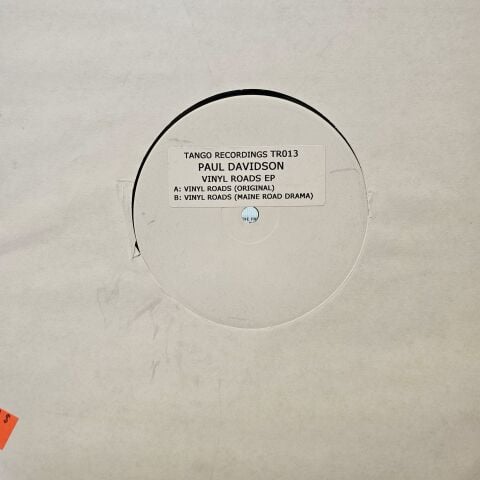 TANGO RECORDINGS TR013
PAUL DAVIDSON
VINYL ROADS EP
A: VINYL ROADS (ORIGINAL)
B: VINYL ROADS (MAINE ROAD DRAMA)